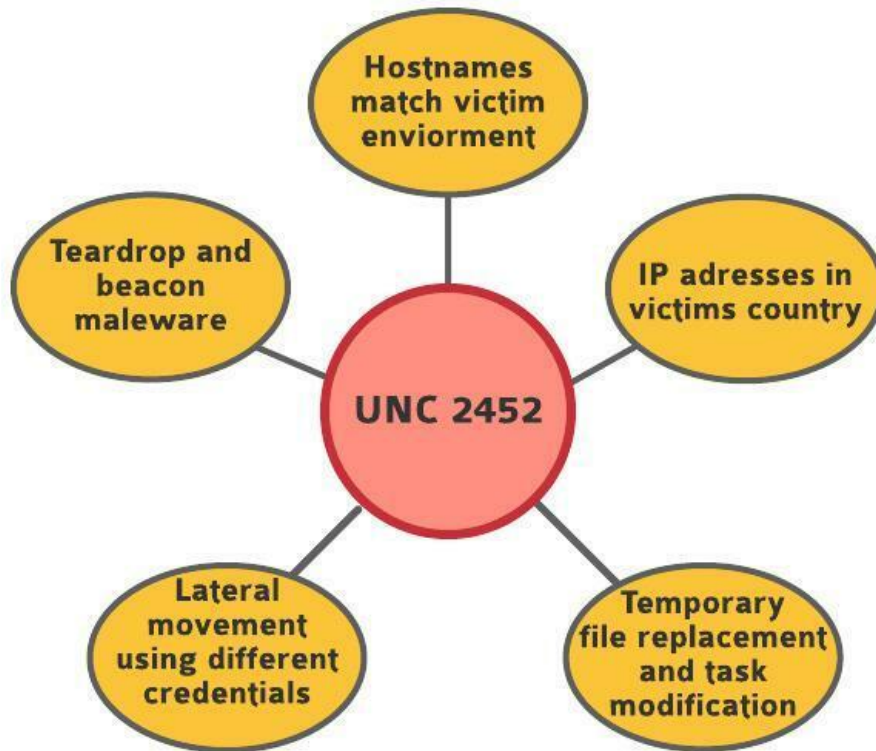 Hostnames
match victim
enviorment
Teardrop and
beacon
maleware
IP adresses in
victims country
UNC 2452
Lateral
movement
using different
credentials
Temporary
file replacement
and task
modification